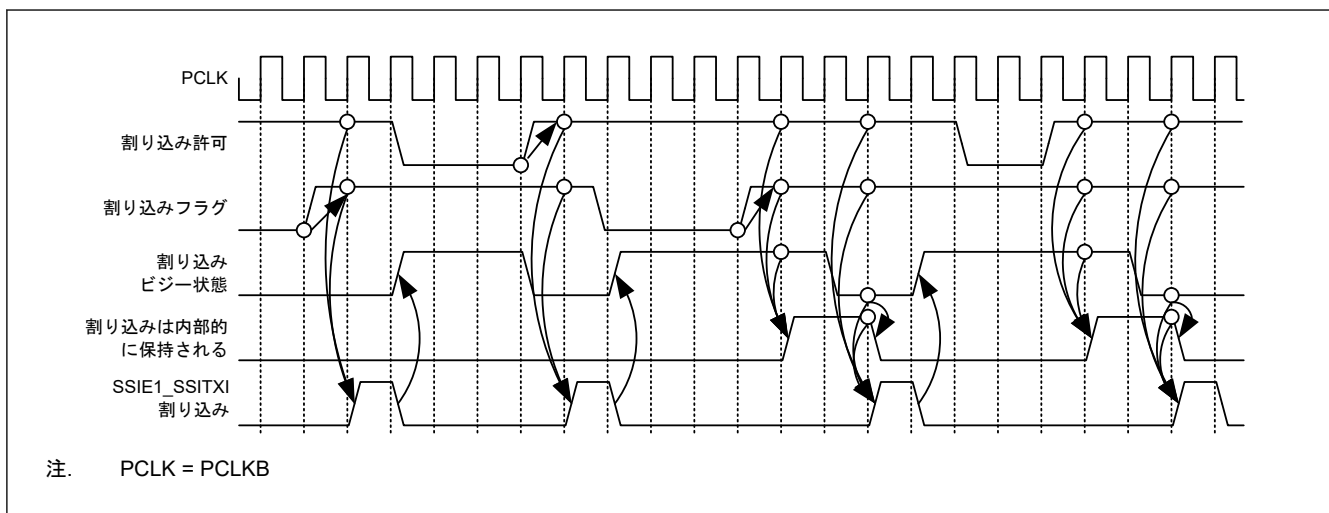 PCLK
割り込み許可
割り込みフラグ
割り込み
ビジー状態
割り込みは内部的
に保持される
SSIE1_SSITXI
割り込み
注. PCLK = PCLKB